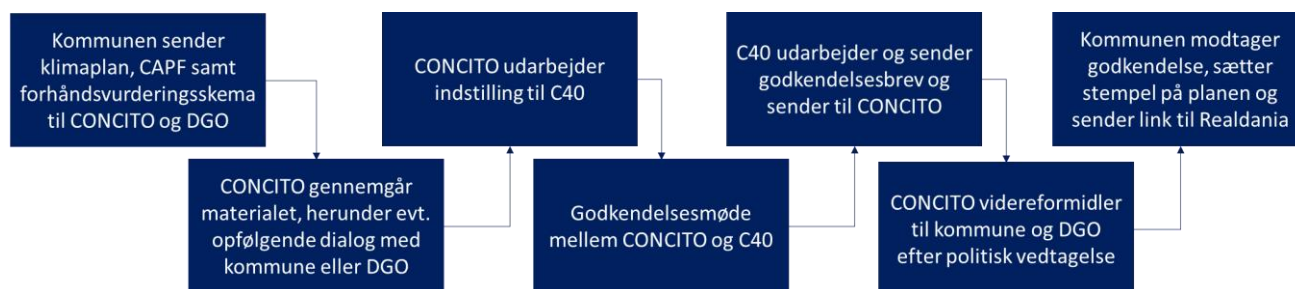 Kommunen sender
klimaplan, CAPF samt
forhåndsvurderingsskema
til CONCITO og DGO
CONCITO gennemgår
materialet, herunder evt.
opfølgende dialog med
kommune eller DGO
CONCITO udarbejder
indstilling til C40
Godkendelsesmøde
mellem CONCITO og C40
C40 udarbejder og sender
godkendelsesbrev og
sender til CONCITO
CONCITO videreformidler
til kommune og DGO
efter politisk vedtagelse
Kommunen modtager
godkendelse, sætter
stempel på planen og
sender link til Realdania